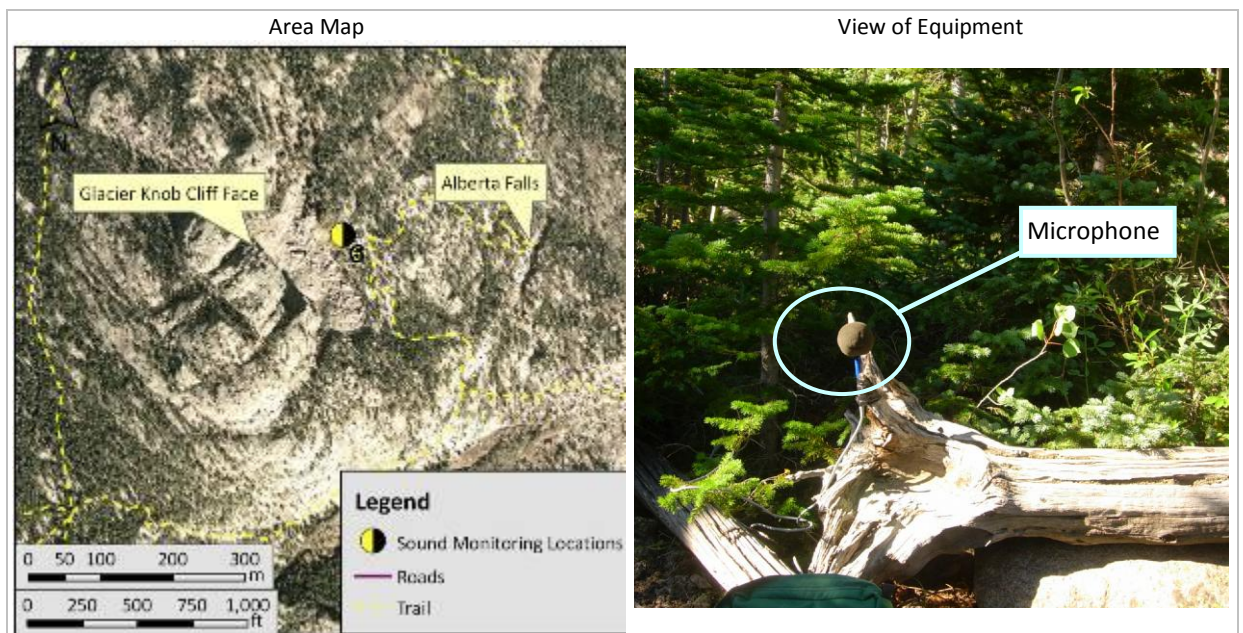 Area Map
View of Equipment
N
Glacier Knob Cliff Face
Alberta Falls
6
Microphone
Legend
Sound Monitoring Locations
Roads
Trail
0 50 100 200 300
m
0 250 500 750 1,000
ft